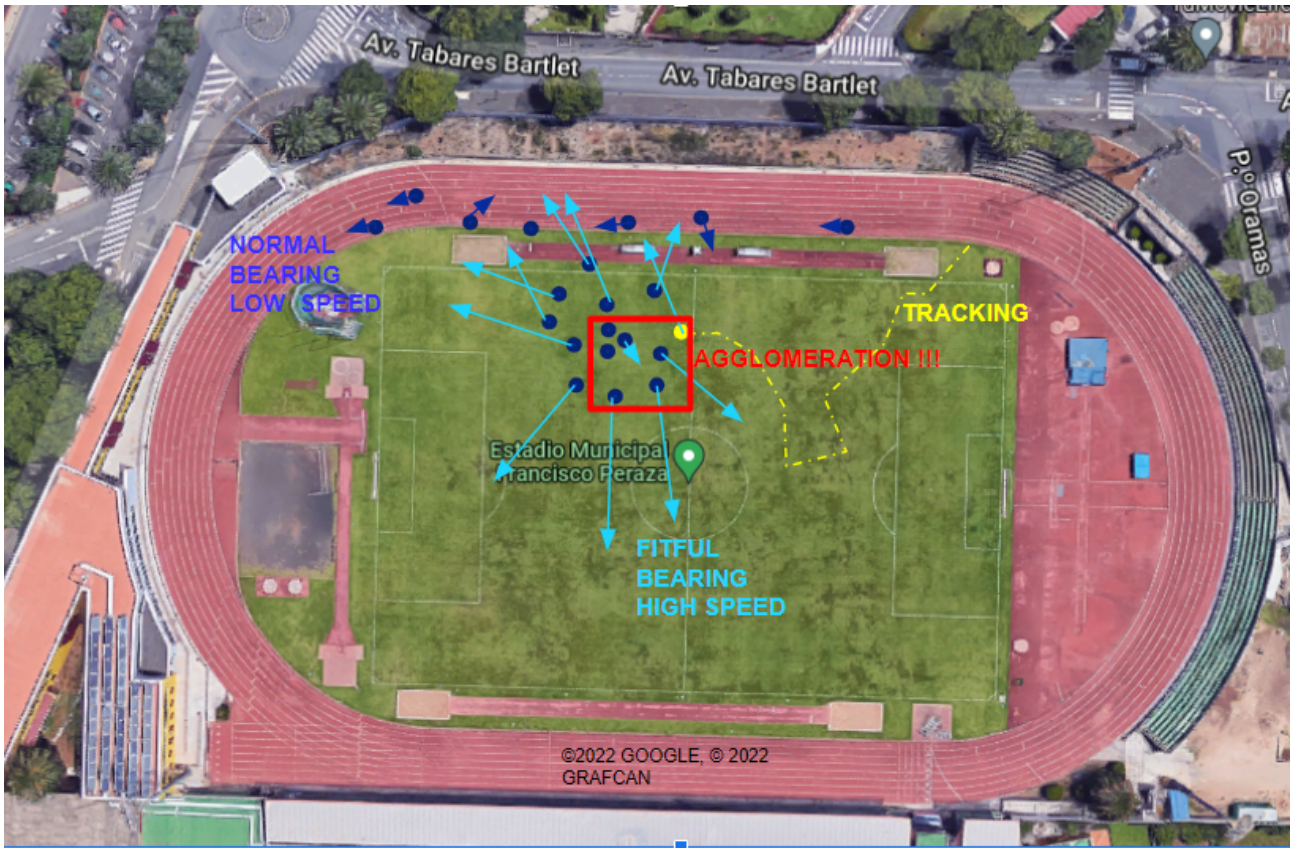 Av. Tabares Bartlet
Av. Tabares Bartlet
P.º Oramas
NORMAL
BEARING
LOW SPEED
TRACKING
AGGLOMERATION !!!
Estadio Municipal
Francisco Peraza
FITFUL
BEARING
HIGH SPEED
©2022 GOOGLE, © 2022
GRAFCAN